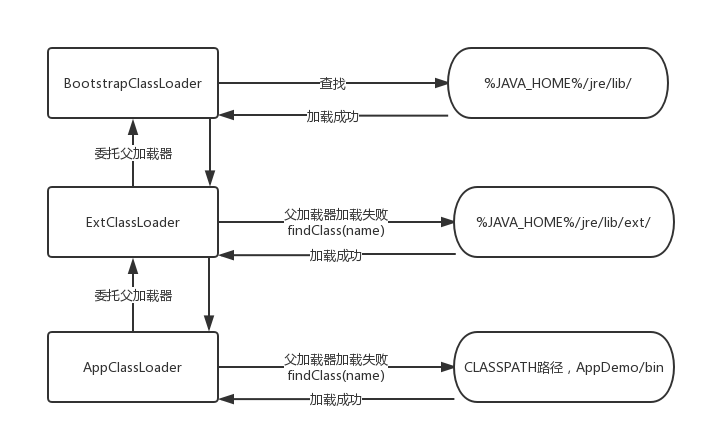 BootstrapClassLoader
查找
%JAVA_HOME%/jre/lib/
加载成功
委托父加载器
ExtClassLoader
父加载器加载失败
findClass(name)
%JAVA_HOME%/jre/lib/ext/
加载成功
委托父加载器
AppClassLoader
父加载器加载失败
findClass(name)
CLASSPATH路径，AppDemo/bin
加载成功